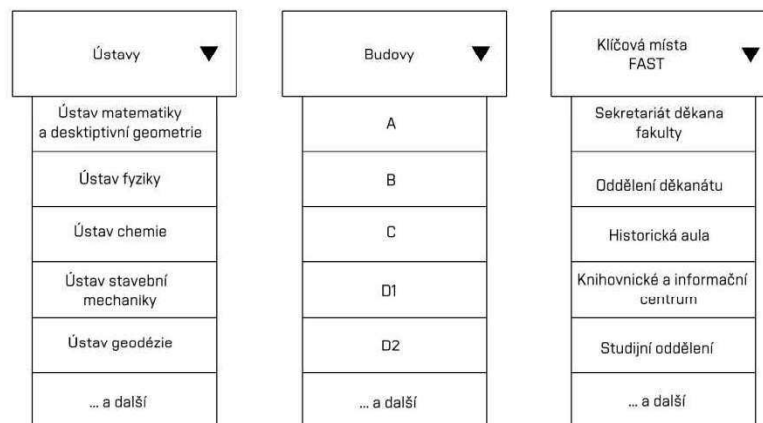 Ústavy
Ústav matematiky
a desktiptivní geometrie
Ústav fyziky
Ústav chemie
Ústav stavební
mechaniky
Ústav geodézie
... a další
Budovy
A
B
C
D1
D2
... a další
Klíčová místa
FAST
Sekretariát děkana
fakulty
Oddělení děkanátu
Historická aula
Knihovnické a informační
centrum
Studijní oddělení
... a další